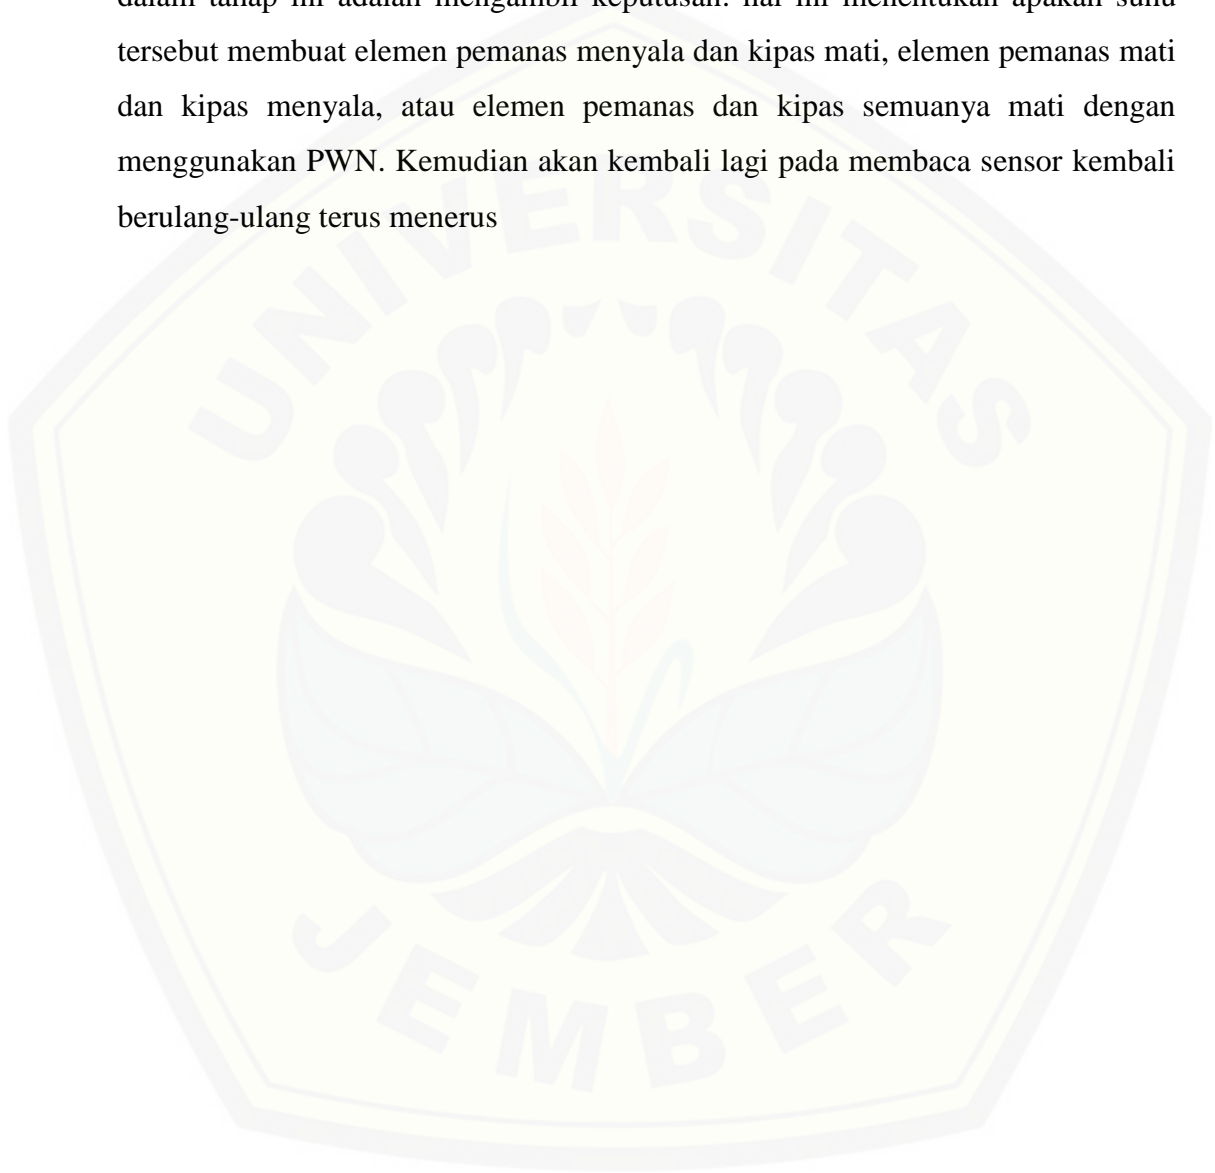 dalam tahap ini adalah mengambil keputusan. hal ini menentukan apakah suhu
tersebut membuat elemen pemanas menyala dan kipas mati, elemen pemanas mati
dan kipas menyala, atau elemen pemanas dan kipas semuanya mati dengan
menggunakan PWN. Kemudian akan kembali lagi pada membaca sensor kembali
berulang-ulang terus menerus
UNIVERSITAS
JEMBER